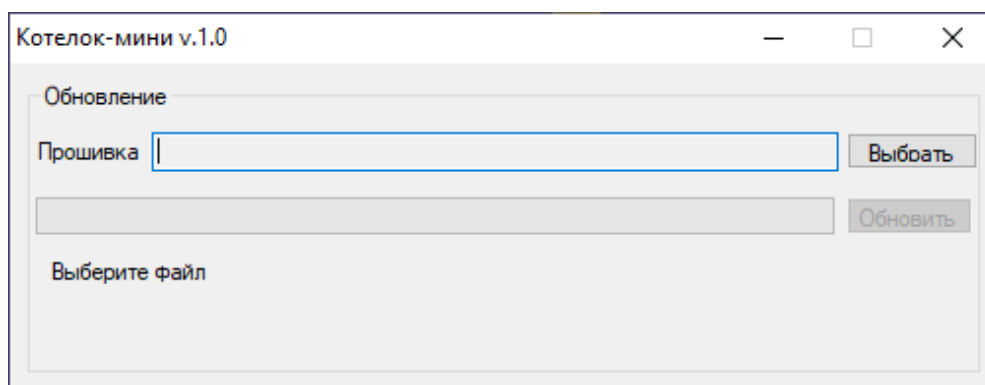 Котелок-мини v.1.0
Обновление
Прошивка
Выбрать
Обновить
Выберите файл